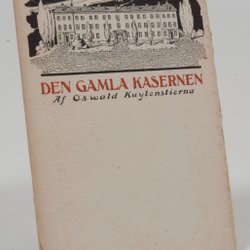 DEN GAMLA KASERNEN
Af Oswald Kuylenstierna